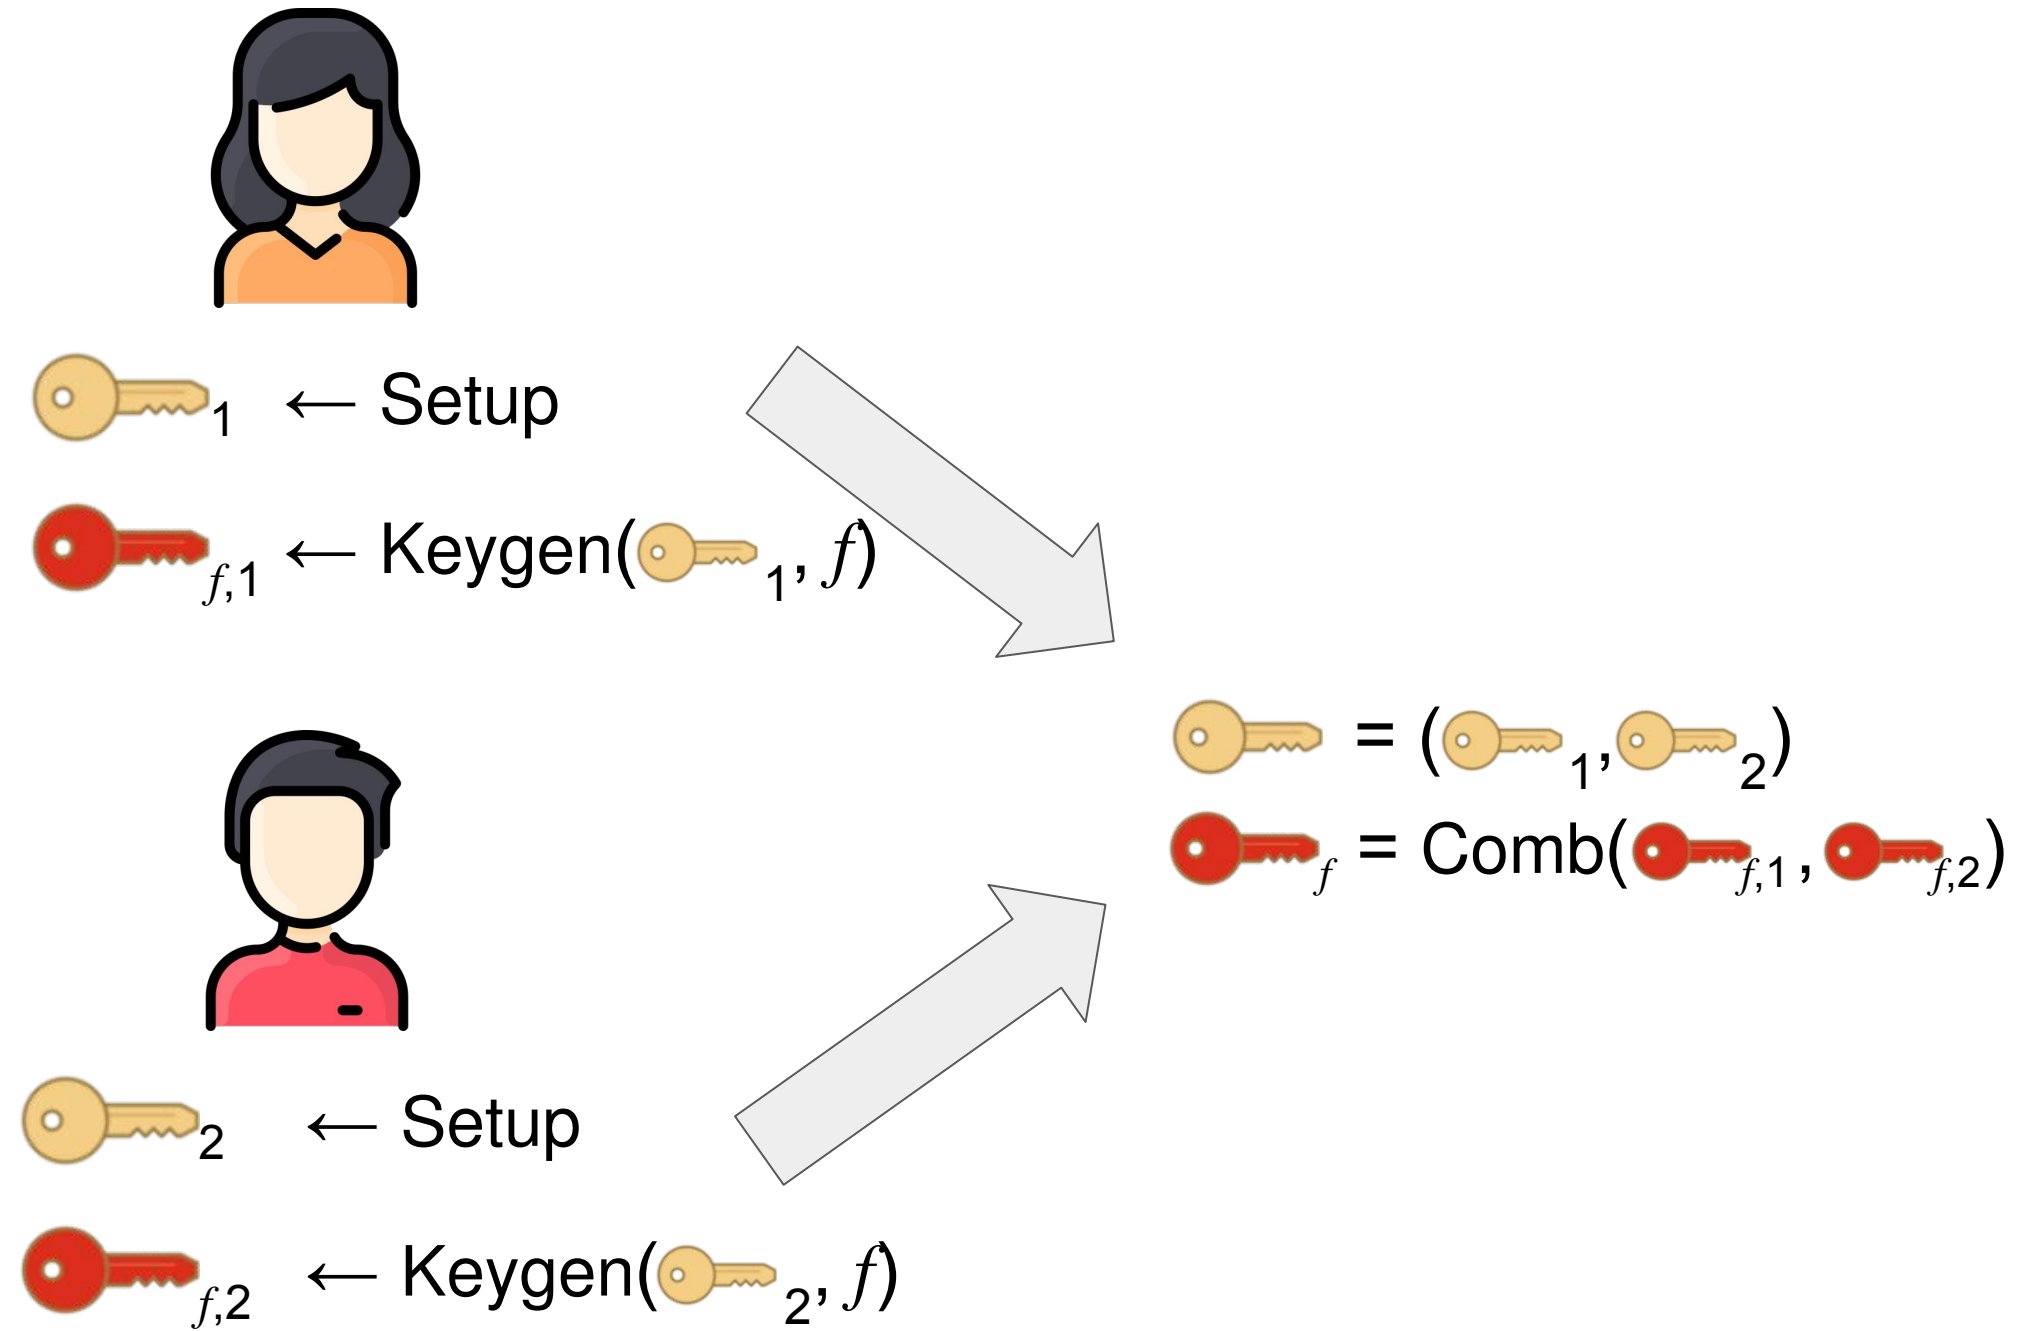 1 ← Setup
f,1 ← Keygen( 1, f)
= ( 1, 2)
f = Comb( f,1 , f,2)
2 ← Setup
f,2 ← Keygen( 2, f)